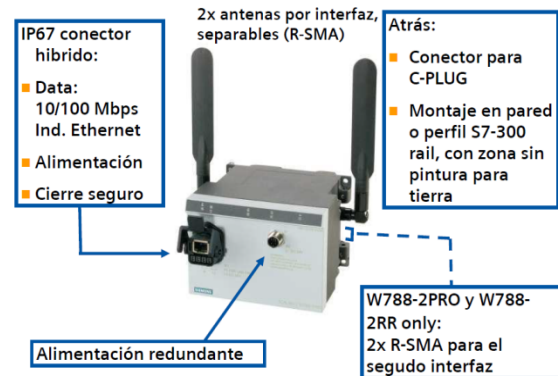 IP67 conector
hibrido:
Data:
10/100 Mbps
Ind. Ethernet
Alimentación
Cierre seguro
2x antenas por interfaz,
separables (R-SMA)
Atrás:
Conector para
C-PLUG
Montaje en pared
o perfil S7-300
rail, con zona sin
pintura para
tierra
SIEMENS
Alimentación redundante
W788-2PRO y W788-
2RR only:
2x R-SMA para el
segudo interfaz